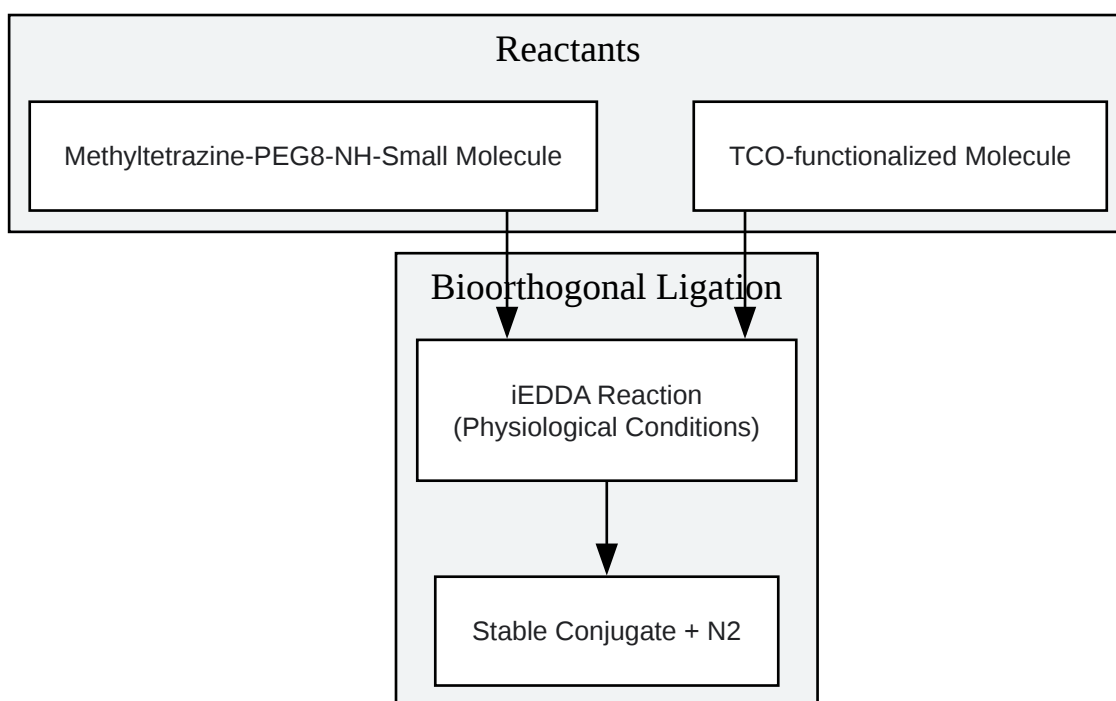 Reactants
Methyltetrazine-PEG8-NH-Small Molecule
TCO-functionalized Molecule
Bioorthogonal Ligation
iEDDA Reaction
(Physiological Conditions)
Stable Conjugate + N2